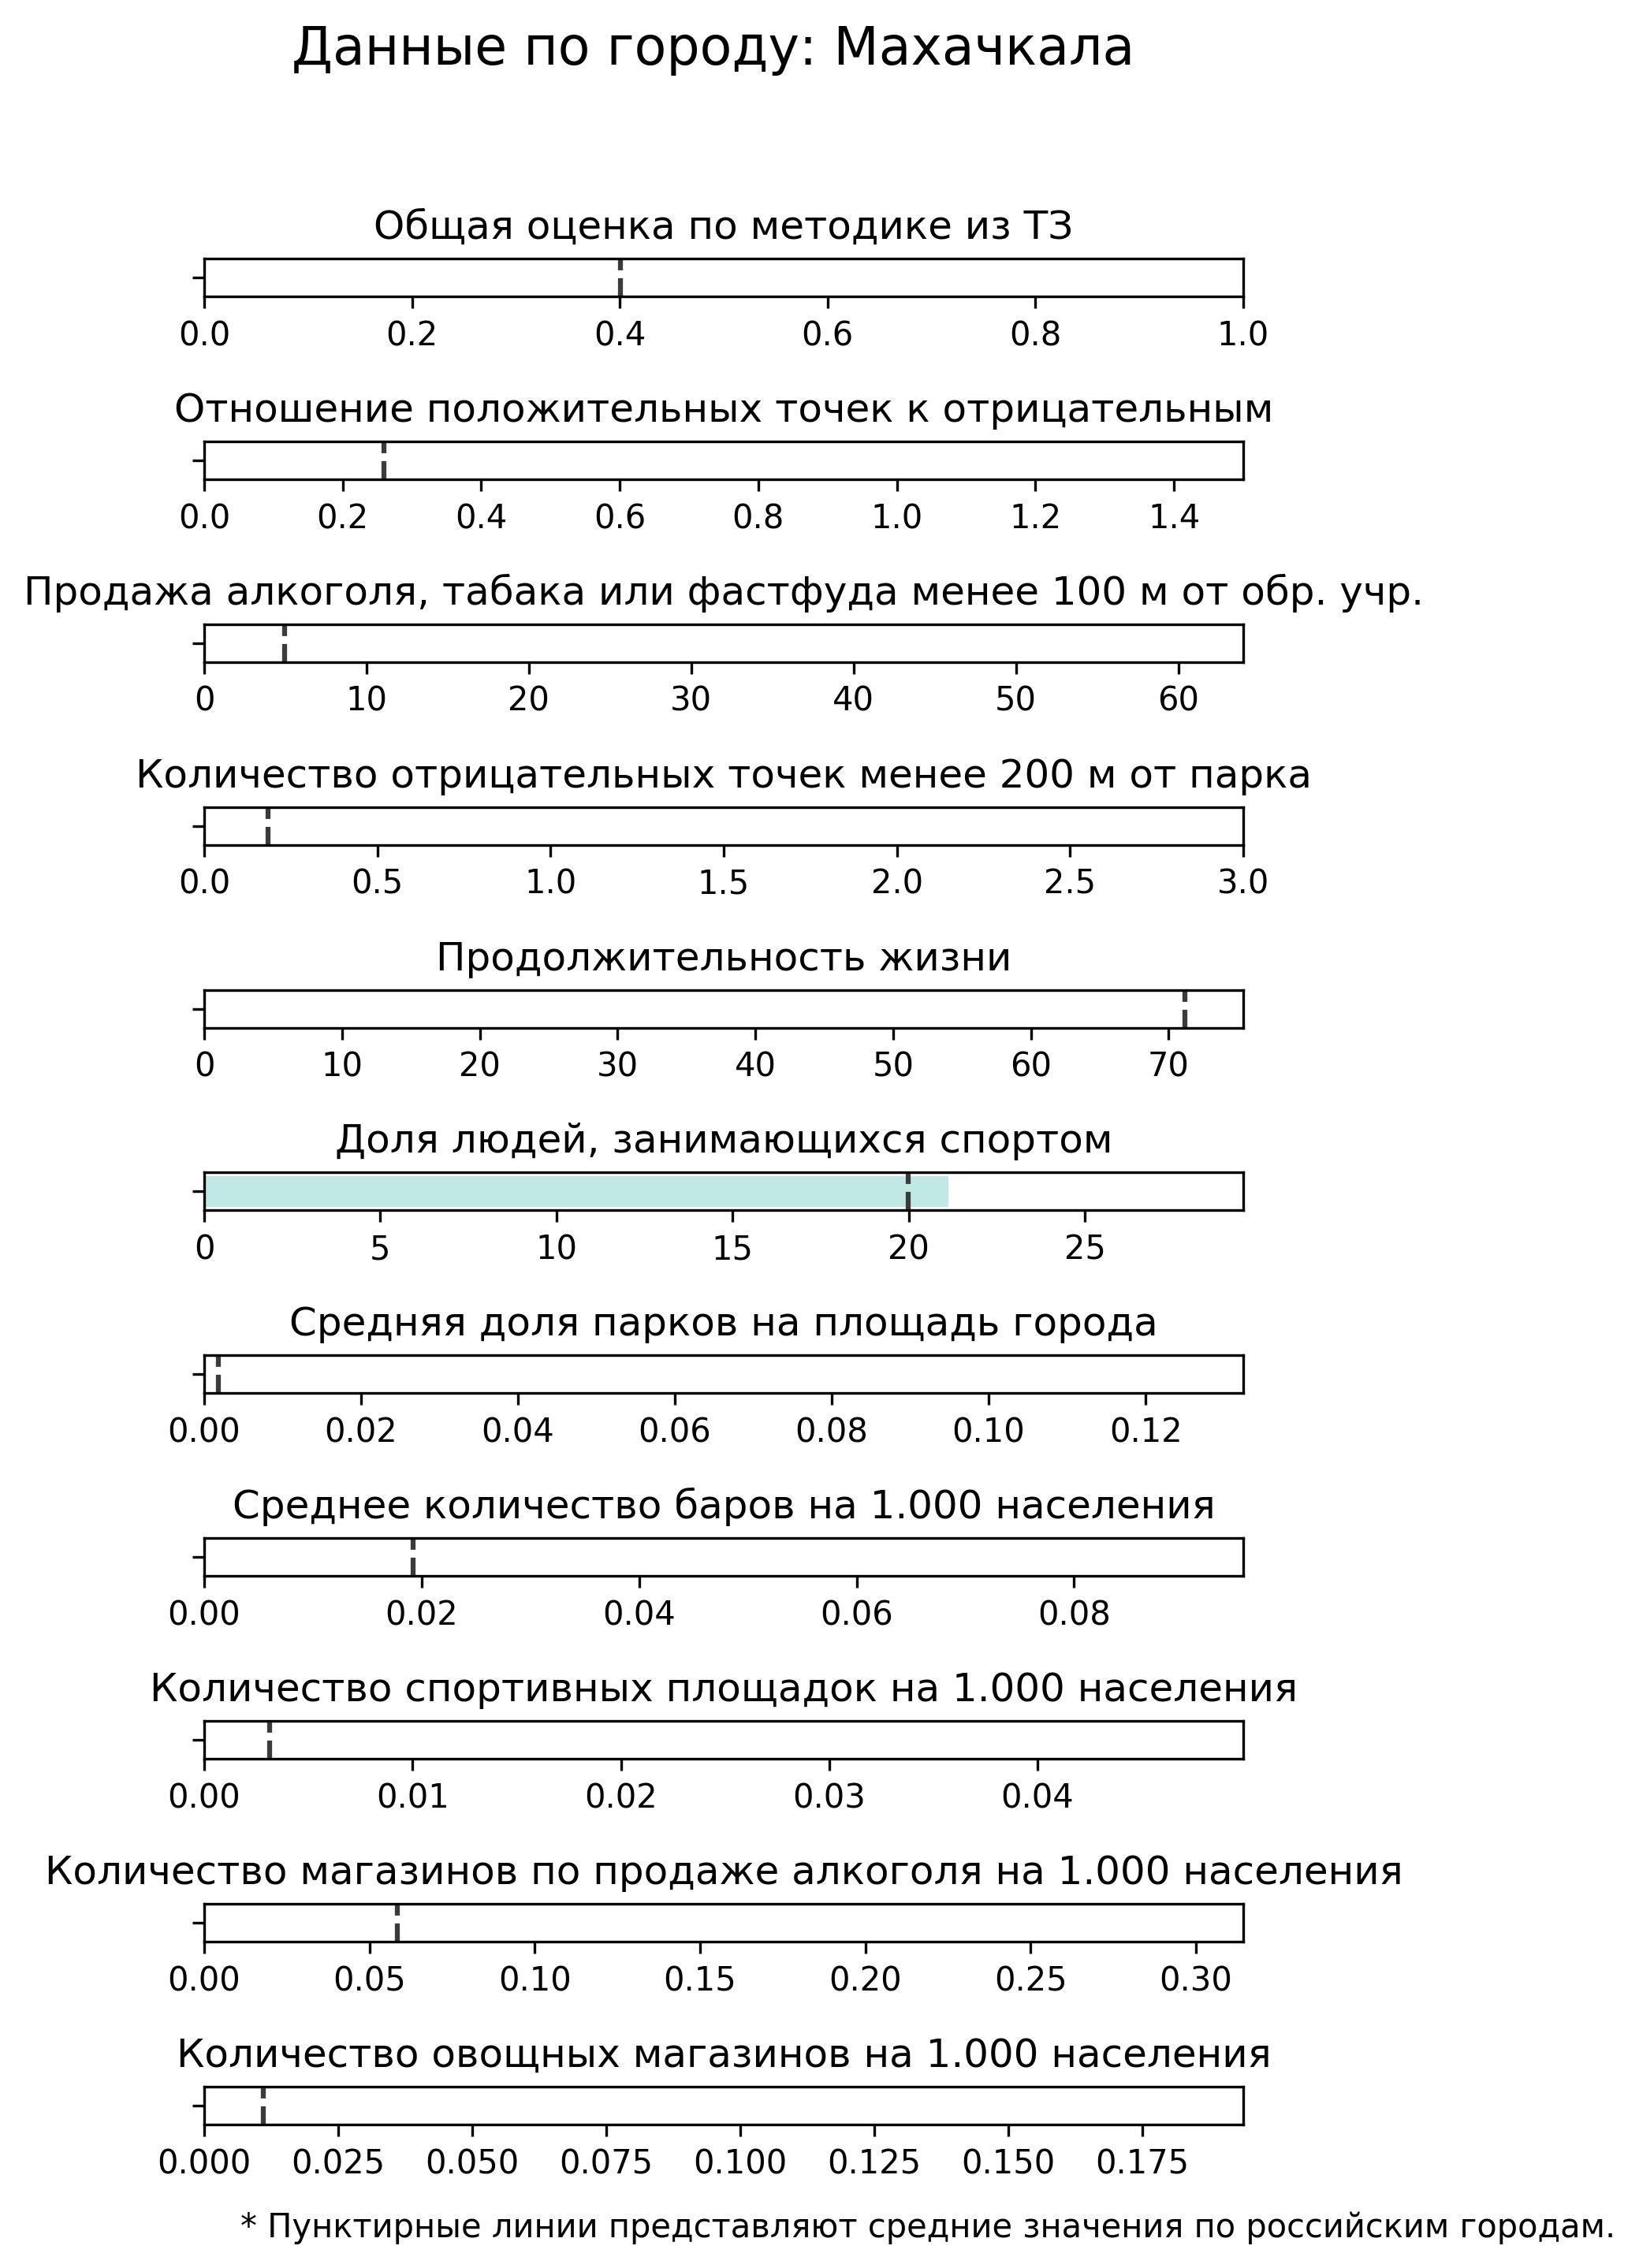 Данные по городу: Махачкала
Общая оценка по методике из ТЗ
0.0 0.2 0.4 0.6 0.8 1.0
Отношение положительных точек к отрицательным
0.0 0.2 0.4 0.6 0.8 1.0 1.2 1.4
Продажа алкоголя, табака или фастфуда менее 100 м от обр. учр.
0 10 20 30 40 50 60
Количество отрицательных точек менее 200 м от парка
0.0 0.5 1.0 1.5 2.0 2.5 3.0
Продолжительность жизни
0 10 20 30 40 50 60 70
Доля людей, занимающихся спортом
0 5 10 15 20 25
Средняя доля парков на площадь города
0.00 0.02 0.04 0.06 0.08 0.10 0.12
Среднее количество баров на 1.000 населения
0.00 0.02 0.04 0.06 0.08
Количество спортивных площадок на 1.000 населения
0.00 0.01 0.02 0.03 0.04
Количество магазинов по продаже алкоголя на 1.000 населения
0.00 0.05 0.10 0.15 0.20 0.25 0.30
Количество овощных магазинов на 1.000 населения
0.000 0.025 0.050 0.075 0.100 0.125 0.150 0.175
* Пунктирные линии представляют средние значения по российским городам.